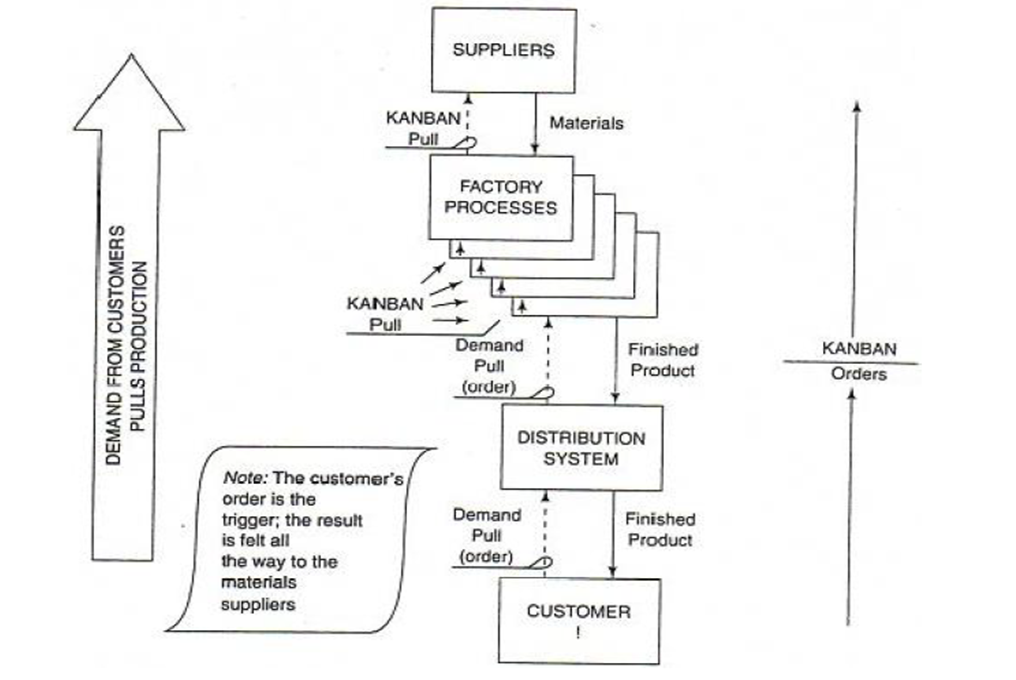 SUPPLIERS
KANBAN
Pull
Materials
FACTORY
PROCESSES
KANBAN
Pull
Demand
Pull
(order)
Finished
Product
DISTRIBUTION
SYSTEM
Demand
Pull
(order)
Finished
Product
CUSTOMER
!
DEMAND FROM CUSTOMERS
PULLS PRODUCTION
Note: The customer's
order is the
trigger; the result
is felt all
the way to the
materials
suppliers
KANBAN
Orders